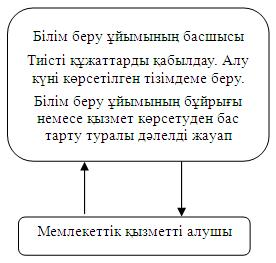 Білім беру ұйымының басшысы
Тиісті құжаттарды қабылдау. Алу
күні көрсетілген тізімдеме беру.
Білім беру ұйымының бұйрығы
немесе қызмет көрсетуден бас
тарту туралы дәлелді жауап
Мемлекеттік қызметті алушы